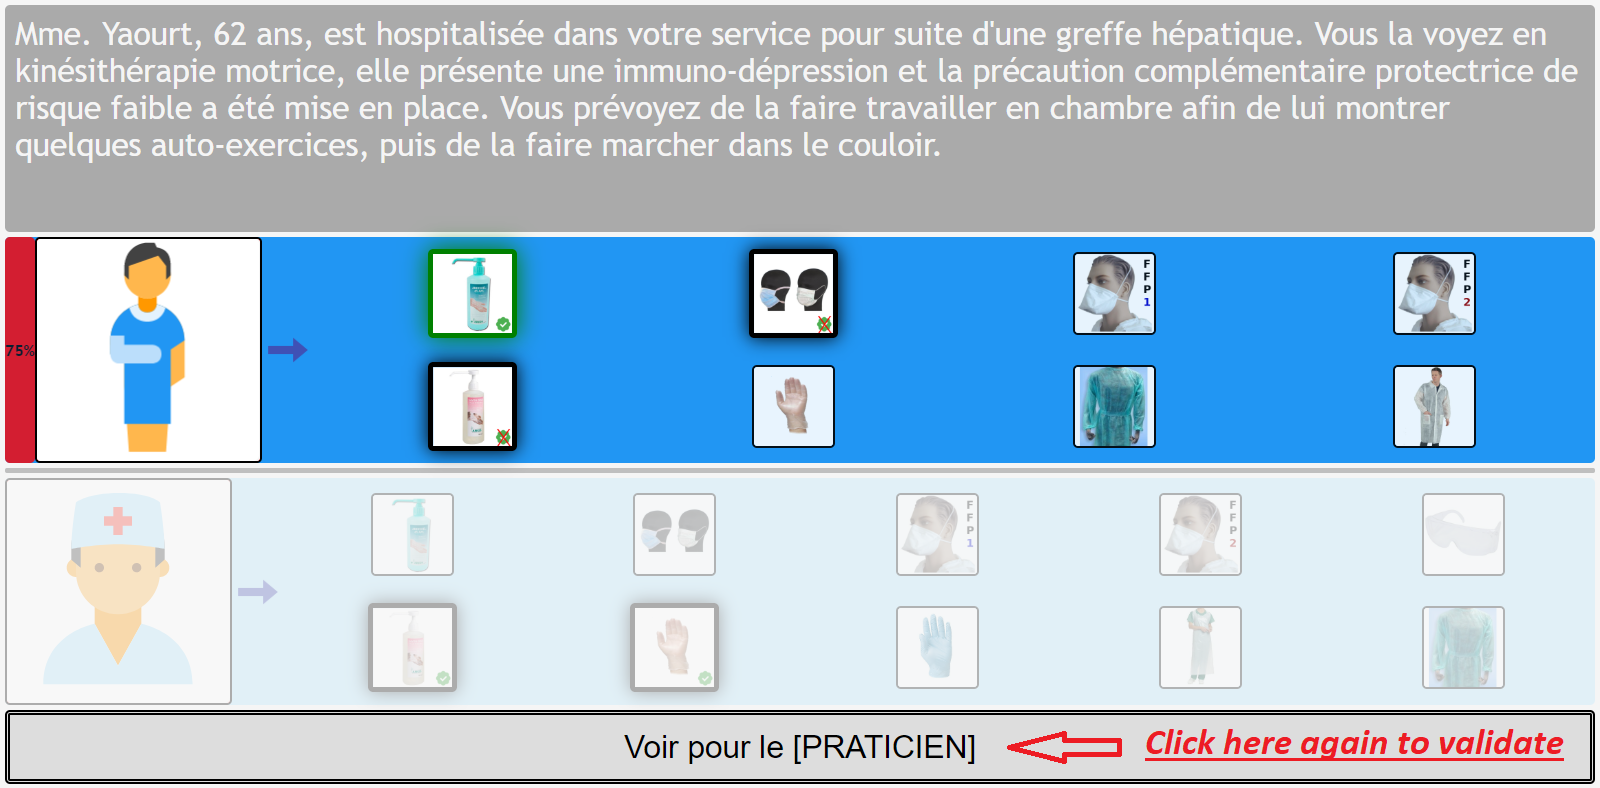 Mme. Yaourt, 62 ans, est hospitalisée dans votre service pour suite d'une greffe hépatique. Vous la voyez en
kinésithérapie motrice, elle présente une immuno-dépression et la précaution complémentaire protectrice de
risque faible a été mise en place. Vous prévoyez de la faire travailler en chambre afin de lui montrer
quelques auto-exercices, puis de la faire marcher dans le couloir.
75%
FFP1
FFP2
FFP1
FFP2
Voir pour le [PRATICIEN]
Click here again to validate